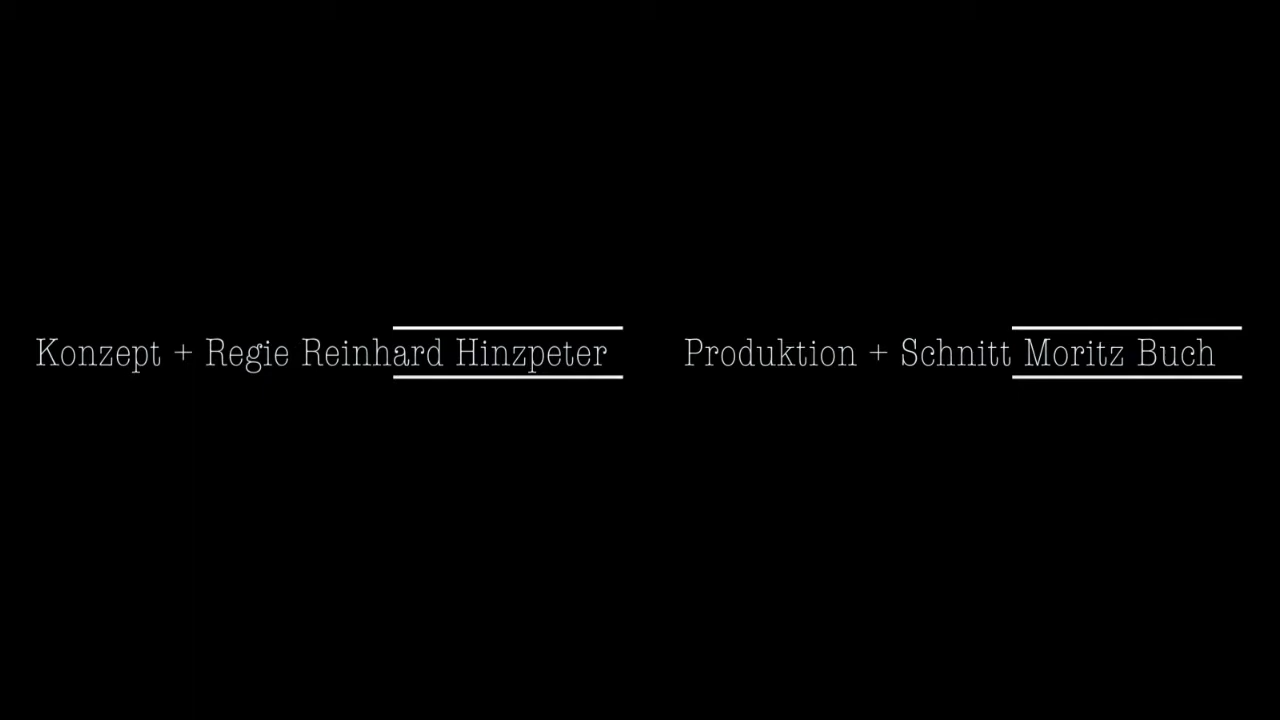 Konzept + Regie Reinhard Hinzpeter
Produktion + Schnitt Moritz Buch